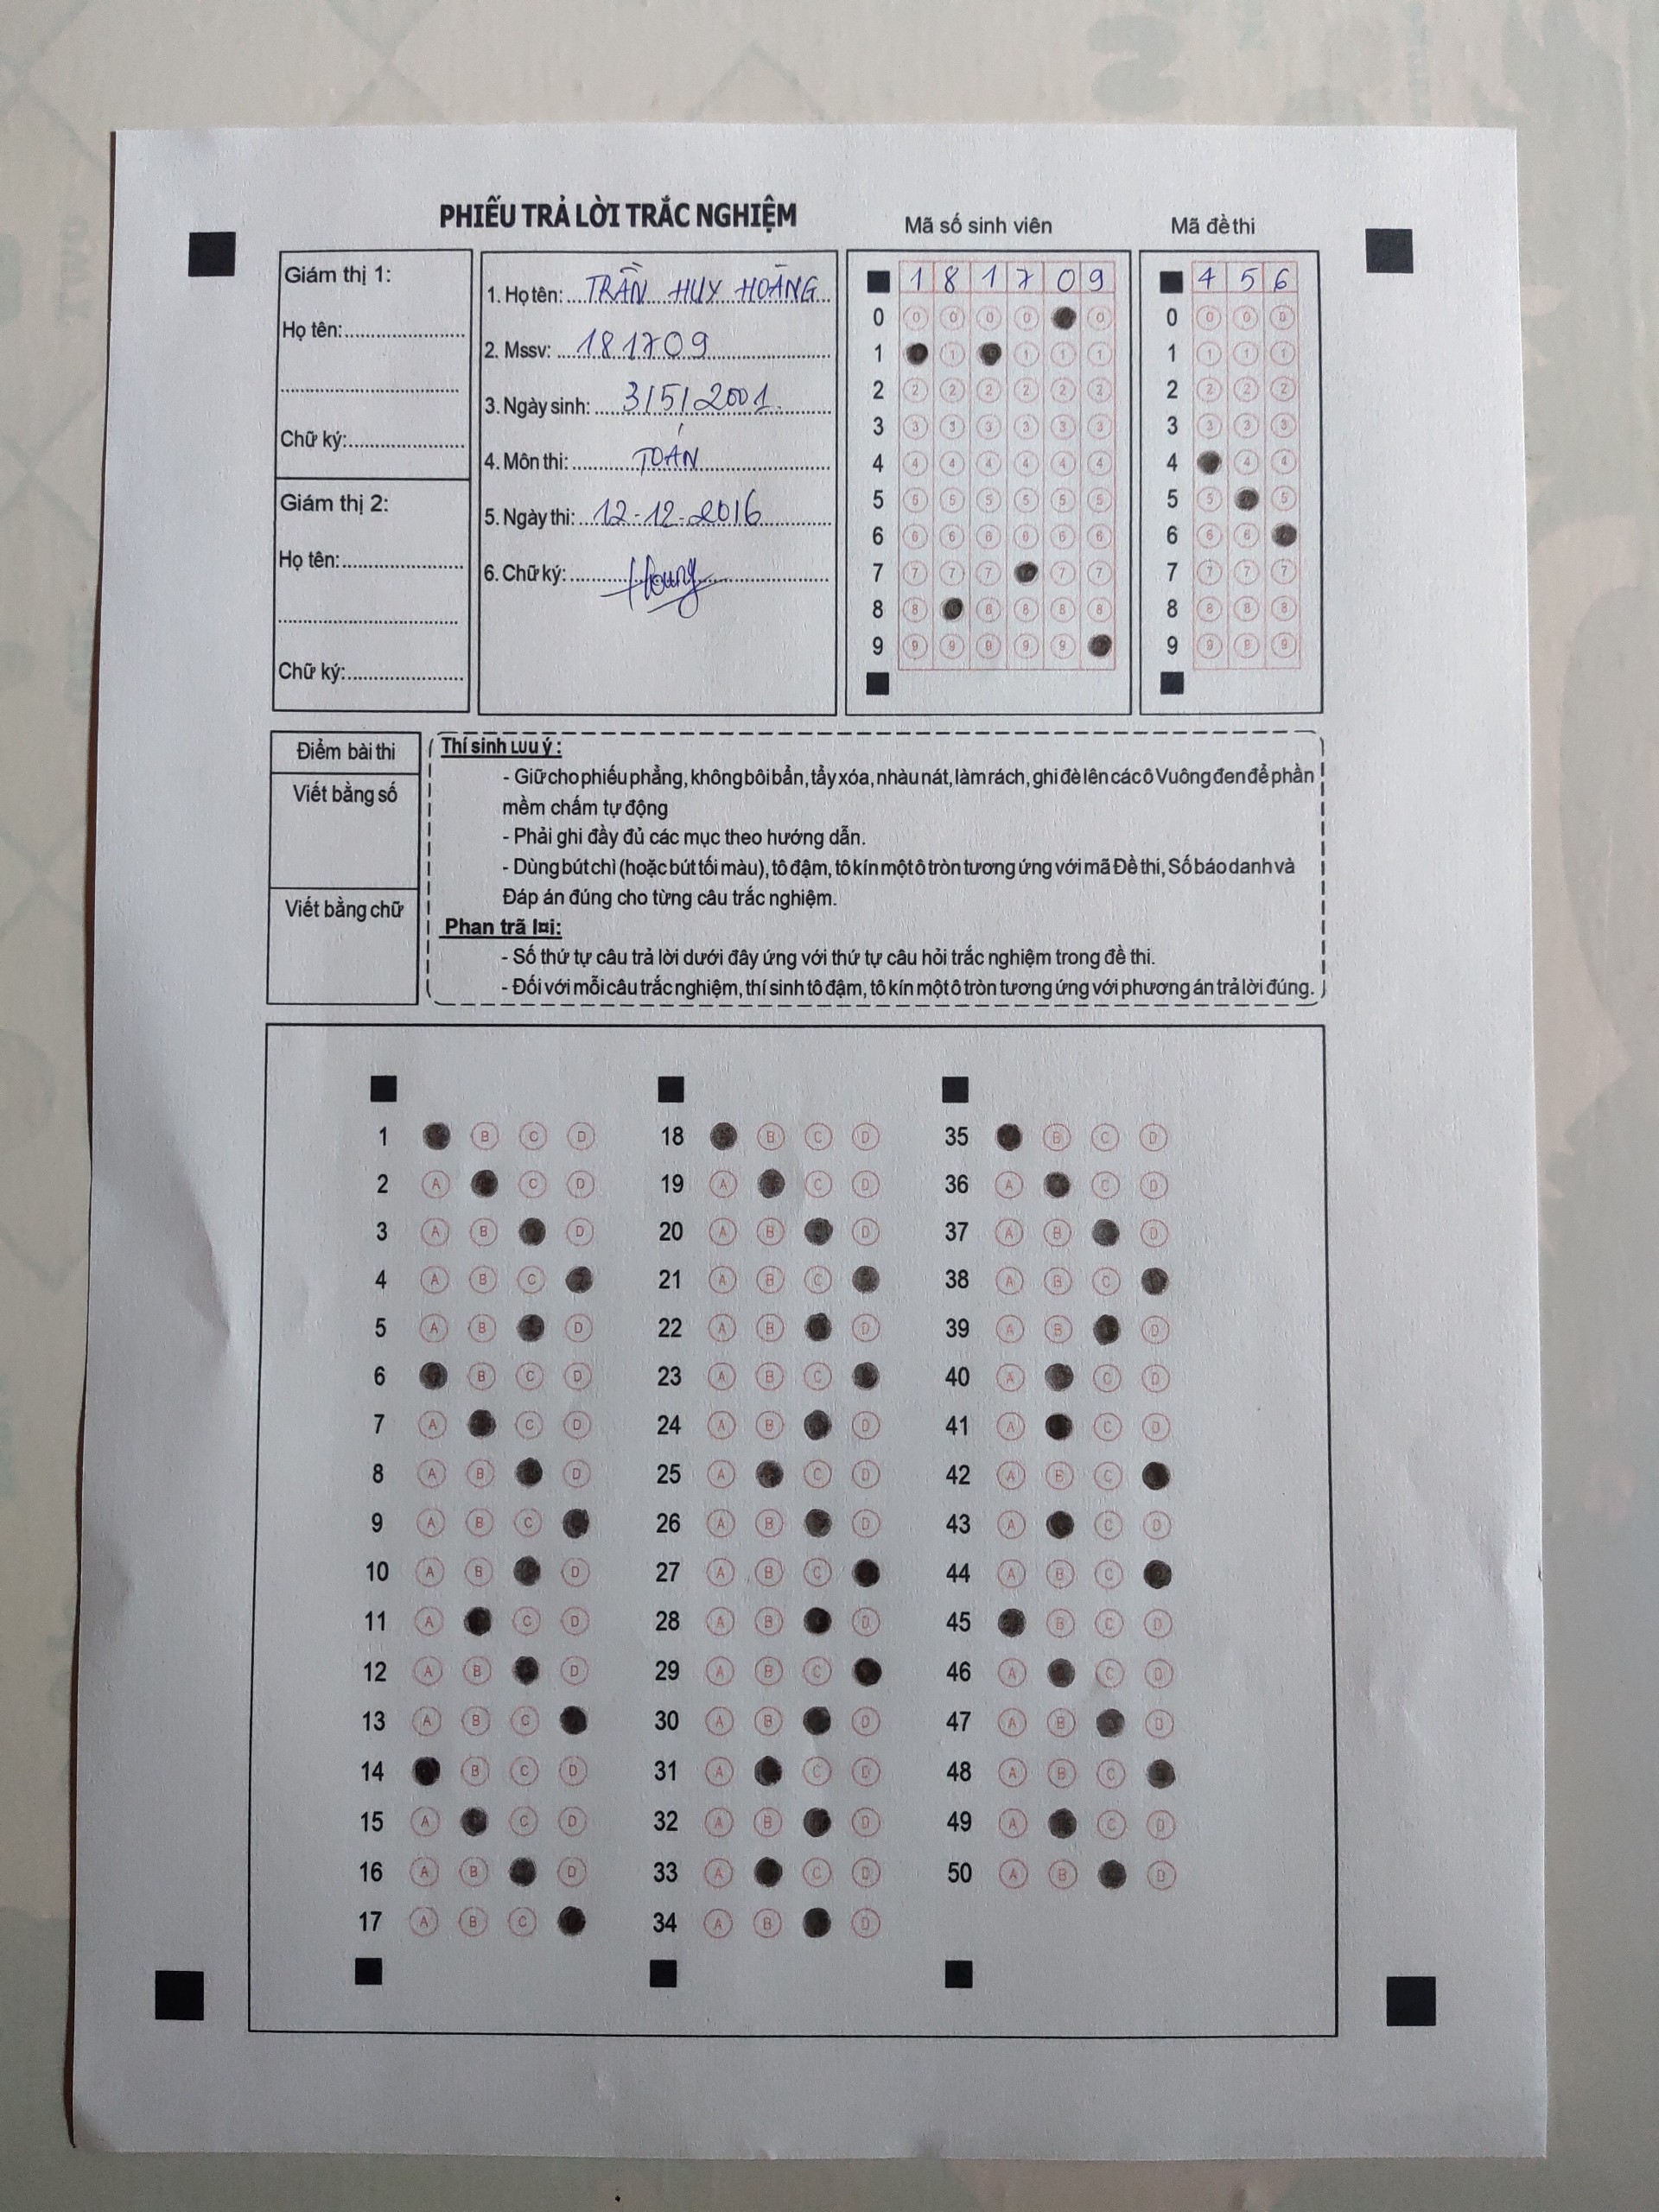 PHIẾU TRẢ LỜI TRẮC NGHIỆM
Mã số sinh viên
Mã đề thi
Giám thị 1:
Họ tên:
Chữ ký:
Giám thị 2:
Họ tên:
Chữ ký:
1. Họ tên: TRẦN HUY HOÀNG
2. Mssv: 181709
3. Ngày sinh: 3/5/2001
4. Môn thi: TOÁN
5. Ngày thi: 12-12-2016
6. Chữ ký:
1 8 1 7 0 9
0 0 0 0 0 0
1 1 1 1 1
2 2 2 2 2 2 2
3 3 3 3 3 3 3
4 4 4 4 4 4 4
5 5 5 5 5 5 5
6 6 6 6 6 6 6
7 7 7 7 7 7
8 8 8 8 8 8
9 9 9 9 9 9
4 5 6
0 0 0 0
1 1 1 1
2 2 2 2
3 3 3 3
4 4 4
5 5 5
6 6 6
7 7 7 7
8 8 8 8
9 9 9 9
Điểm bài thi
Viết bằng số
Viết bằng chữ
Thí sinh Lưu ý :
- Giữ cho phiếu phẳng, không bôi bẩn, tẩy xóa, nhàu nát, làm rách, ghi đè lên các ô Vuông đen để phần
mềm chấm tự động
- Phải ghi đầy đủ các mục theo hướng dẫn.
- Dùng bút chì (hoặc bút tối màu), tô đậm, tô kín một ô tròn tương ứng với mã Đề thi, Số báo danh và
Đáp án đúng cho từng câu trắc nghiệm.
Phan trã l¤i:
- Số thứ tự câu trả lời dưới đây ứng với thứ tự câu hỏi trắc nghiệm trong đề thi.
- Đối với mỗi câu trắc nghiệm, thí sinh tô đậm, tô kín một ô tròn tương ứng với phương án trả lời đúng.
1 B C D
2 A C D
3 A B D
4 A B C
5 A B D
6 B C D
7 A C D
8 A B D
9 A B C
10 A B D
11 A C D
12 A B D
13 A B C
14 B C D
15 A C D
16 A B D
17 A B C
18 B C D
19 A C D
20 A B D
21 A B C
22 A B D
23 A B C
24 A B D
25 A C D
26 A B D
27 A B C
28 A B D
29 A B C
30 A B D
31 A C D
32 A B D
33 A C D
34 A B D
35 B C D
36 A C D
37 A B D
38 A B C
39 A B D
40 A C D
41 A C D
42 A B C
43 A C D
44 A B C
45 B C D
46 A C D
47 A B D
48 A B C
49 A C D
50 A B D